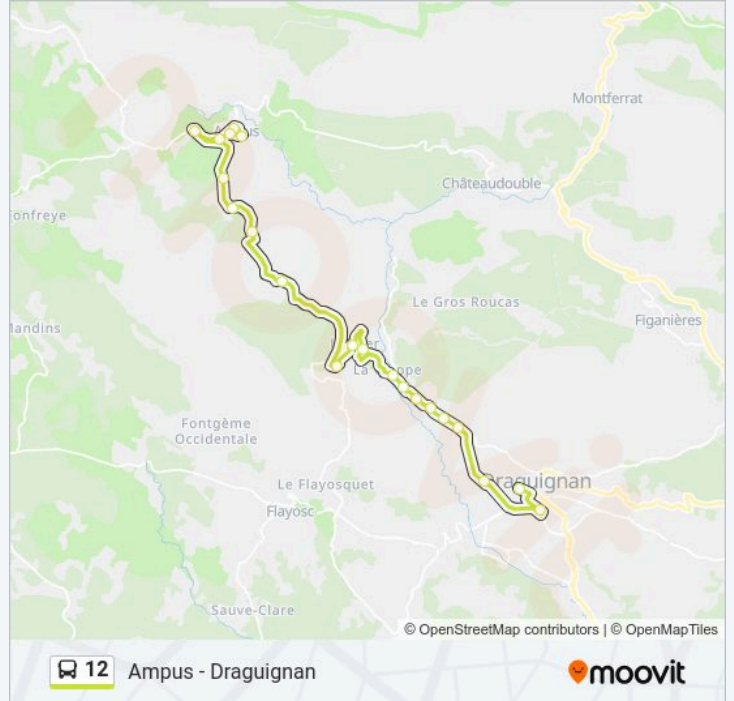 Montferrat
Châteaudouble
onfreye
Le Gros Roucas
Figanières
Mandins
La
ppe
Fontgème
Occidentale
Draguignan
Le Flayosquet
Flayosc
Sauve-Clare
© OpenStreetMap contributors | © OpenMapTiles
12 Ampus - Draguignan
moovit